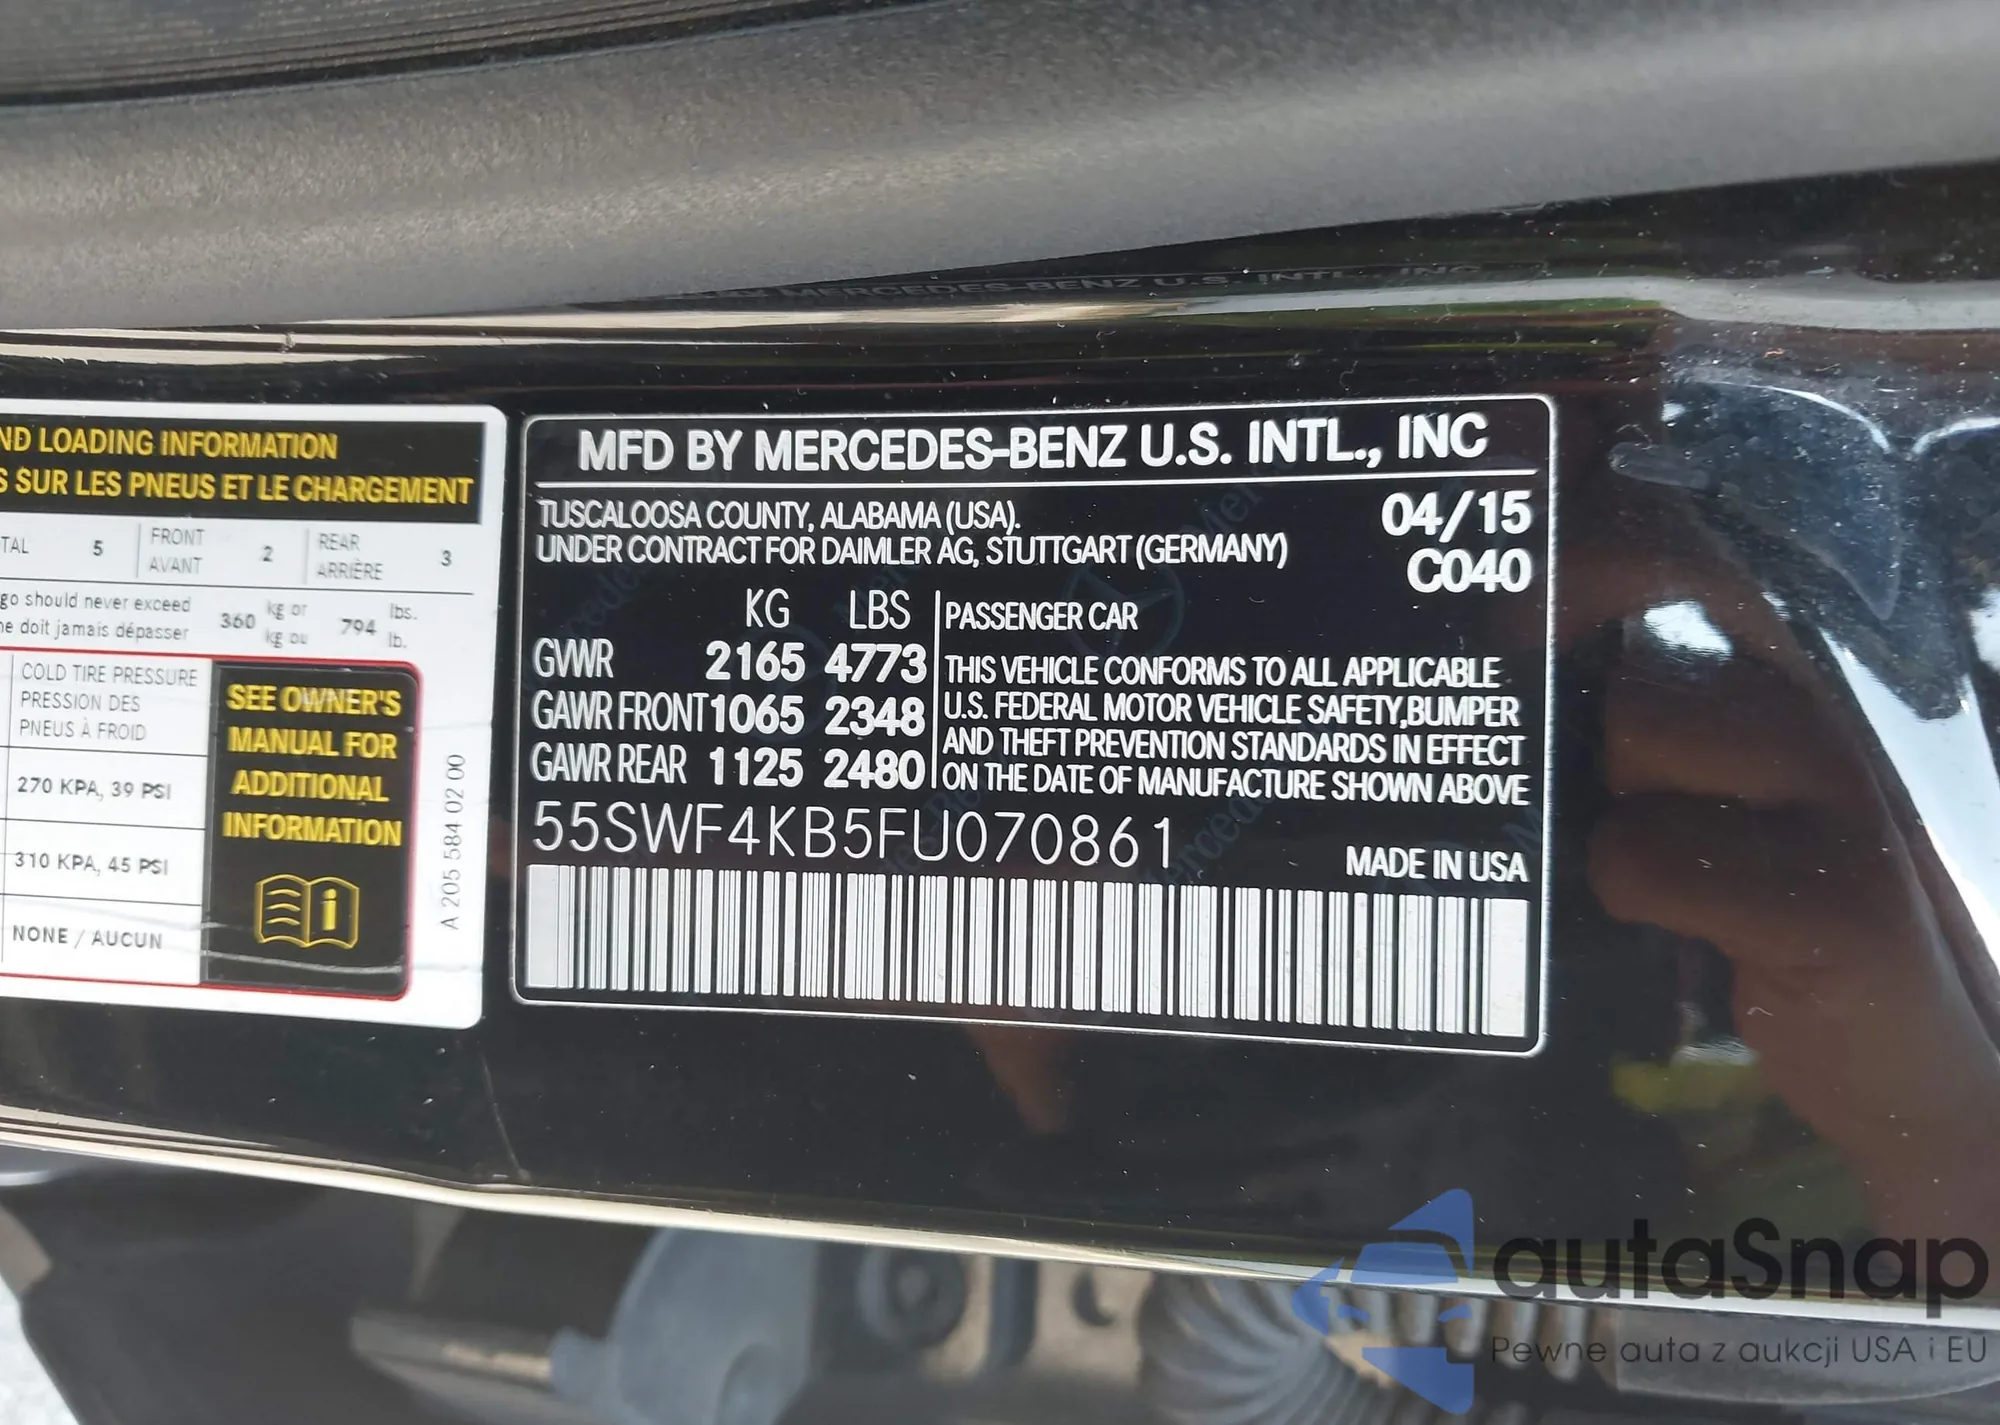 ND LOADING INFORMATION
S SUR LES PNEUS ET LE CHARGEMENT
TAL 5 FRONT AVANT 2 REAR ARRIÈRE 3
go should never exceed 360 kg or 794 lbs.
ne doit jamais dépasser kg ou lb.
COLD TIRE PRESSURE
PRESSION DES
PNEUS À FROID
270 KPA, 39 PSI
310 KPA, 45 PSI
NONE / AUCUN
SEE OWNER'S
MANUAL FOR
ADDITIONAL
INFORMATION
A 205 584 02 00
MERCEDES-BENZ U.S. INTL., INC
MFD BY MERCEDES-BENZ U.S. INTL., INC
TUSCALOOSA COUNTY, ALABAMA (USA). 04/15
UNDER CONTRACT FOR DAIMLER AG, STUTTGART (GERMANY) C040
KG LBS
GVWR 2165 4773
GAWR FRONT 1065 2348
GAWR REAR 1125 2480
PASSENGER CAR
THIS VEHICLE CONFORMS TO ALL APPLICABLE
U.S. FEDERAL MOTOR VEHICLE SAFETY,BUMPER
AND THEFT PREVENTION STANDARDS IN EFFECT
ON THE DATE OF MANUFACTURE SHOWN ABOVE
55SWF4KB5FU070861
MADE IN USA
autaSnap
Pewne auta z aukcji USA i EU